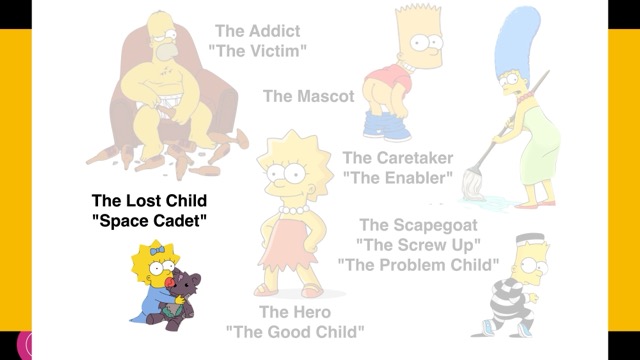 The Addict
"The Victim"
The Mascot
The Caretaker
"The Enabler"
The Lost Child
"Space Cadet"
The Scapegoat
"The Screw Up"
"The Problem Child"
The Hero
"The Good Child"